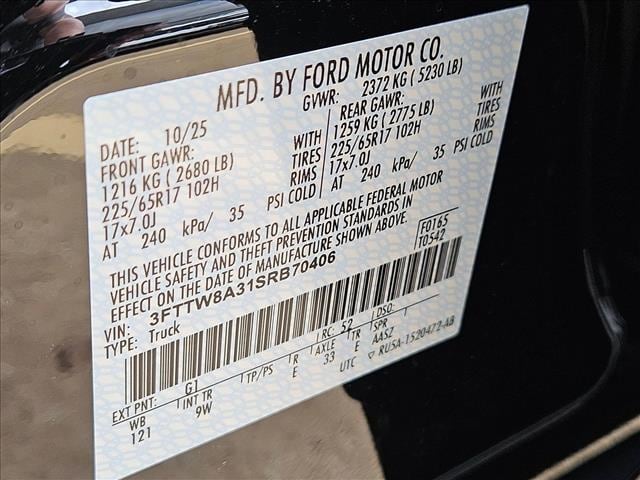 MFD. BY FORD MOTOR CO.
DATE: 10/25 GVWR: 2372 KG ( 5230 LB)
FRONT GAWR: REAR GAWR:
1216 KG ( 2680 LB) WITH 1259 KG ( 2775 LB) WITH
225/65R17 102H TIRES 225/65R17 102H TIRES
17x7.0J RIMS 17x7.0J RIMS
AT 240 kPa/ 35 PSI COLD AT 240 kPa/ 35 PSI COLD
THIS VEHICLE CONFORMS TO ALL APPLICABLE FEDERAL MOTOR
VEHICLE SAFETY AND THEFT PREVENTION STANDARDS IN
EFFECT ON THE DATE OF MANUFACTURE SHOWN ABOVE.
VIN: 3FTTW8A31SRB70406 F0165
TYPE: Truck T0542
EXT PNT: G1 RC: 52 DSO:
WB INT TR TP/PS R AXLE TR SPR
121 9W E 33 E AASZ
UTC ▽ RU5A-1520472-AB